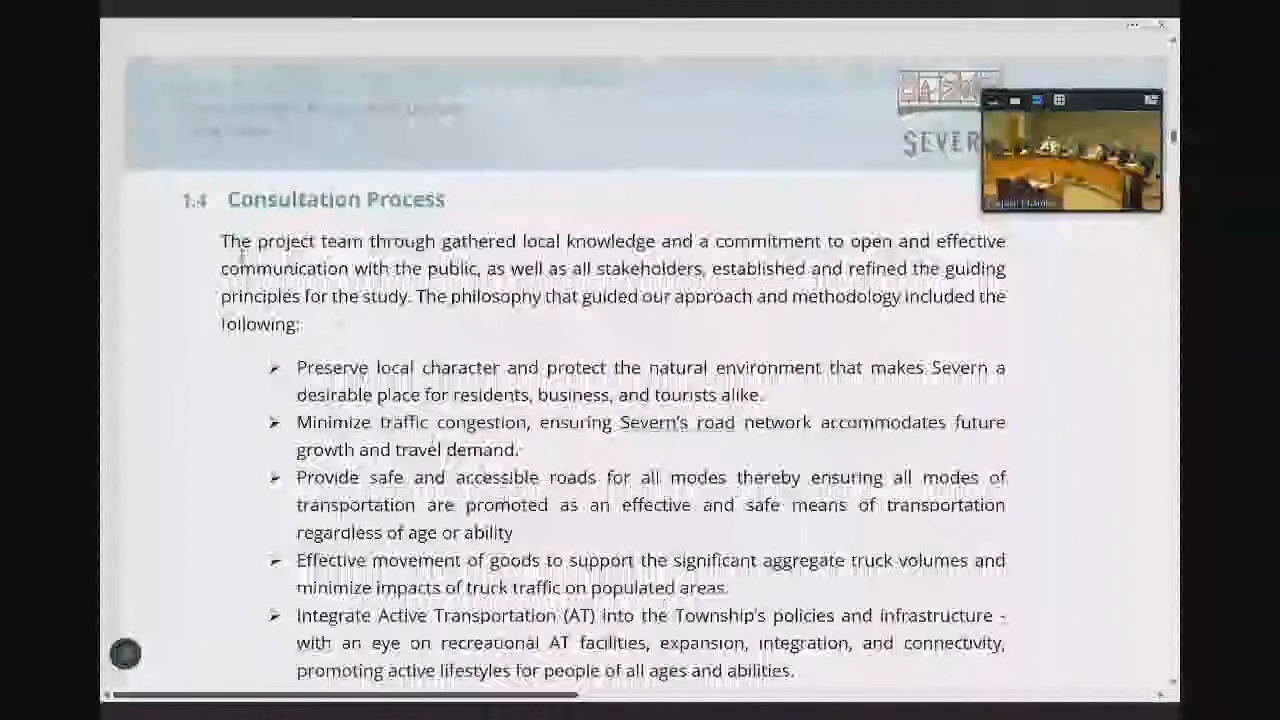 SEVER
1.4 Consultation Process
The project team through gathered local knowledge and a commitment to open and effective
communication with the public, as well as all stakeholders, established and refined the guiding
principles for the study. The philosophy that guided our approach and methodology included the
following:
➢ Preserve local character and protect the natural environment that makes Severn a
desirable place for residents, business, and tourists alike.
➢ Minimize traffic congestion, ensuring Severn's road network accommodates future
growth and travel demand.
➢ Provide safe and accessible roads for all modes thereby ensuring all modes of
transportation are promoted as an effective and safe means of transportation
regardless of age or ability
➢ Effective movement of goods to support the significant aggregate truck volumes and
minimize impacts of truck traffic on populated areas.
➢ Integrate Active Transportation (AT) into the Township's policies and infrastructure -
with an eye on recreational AT facilities, expansion, integration, and connectivity,
promoting active lifestyles for people of all ages and abilities.